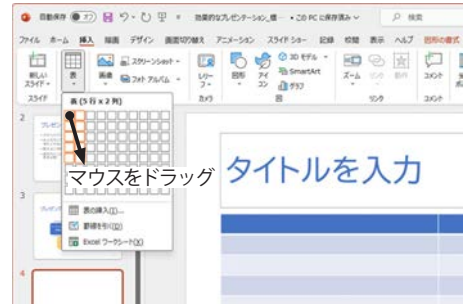 自動保存 オフ 効果的なプレゼンテーション_雛… • この PC に保存済み 検索
ファイル ホーム 挿入 描画 デザイン 画面切り替え アニメーション スライド ショー 記録 校閲 表示 ヘルプ 図形の書式
新しい スライド 表 画像 スクリーンショット フォト アルバム カメオ 図形 アイコン 3D モデル SmartArt グラフ ズーム リンク 動作 コメント
スライド カメラ 図 リンク コメント
表 (5 行 x 2 列)
マウスをドラッグ
表の挿入(I)...
罫線を引く(D)
Excel ワークシート(X)
タイトルを入力
2
3
4